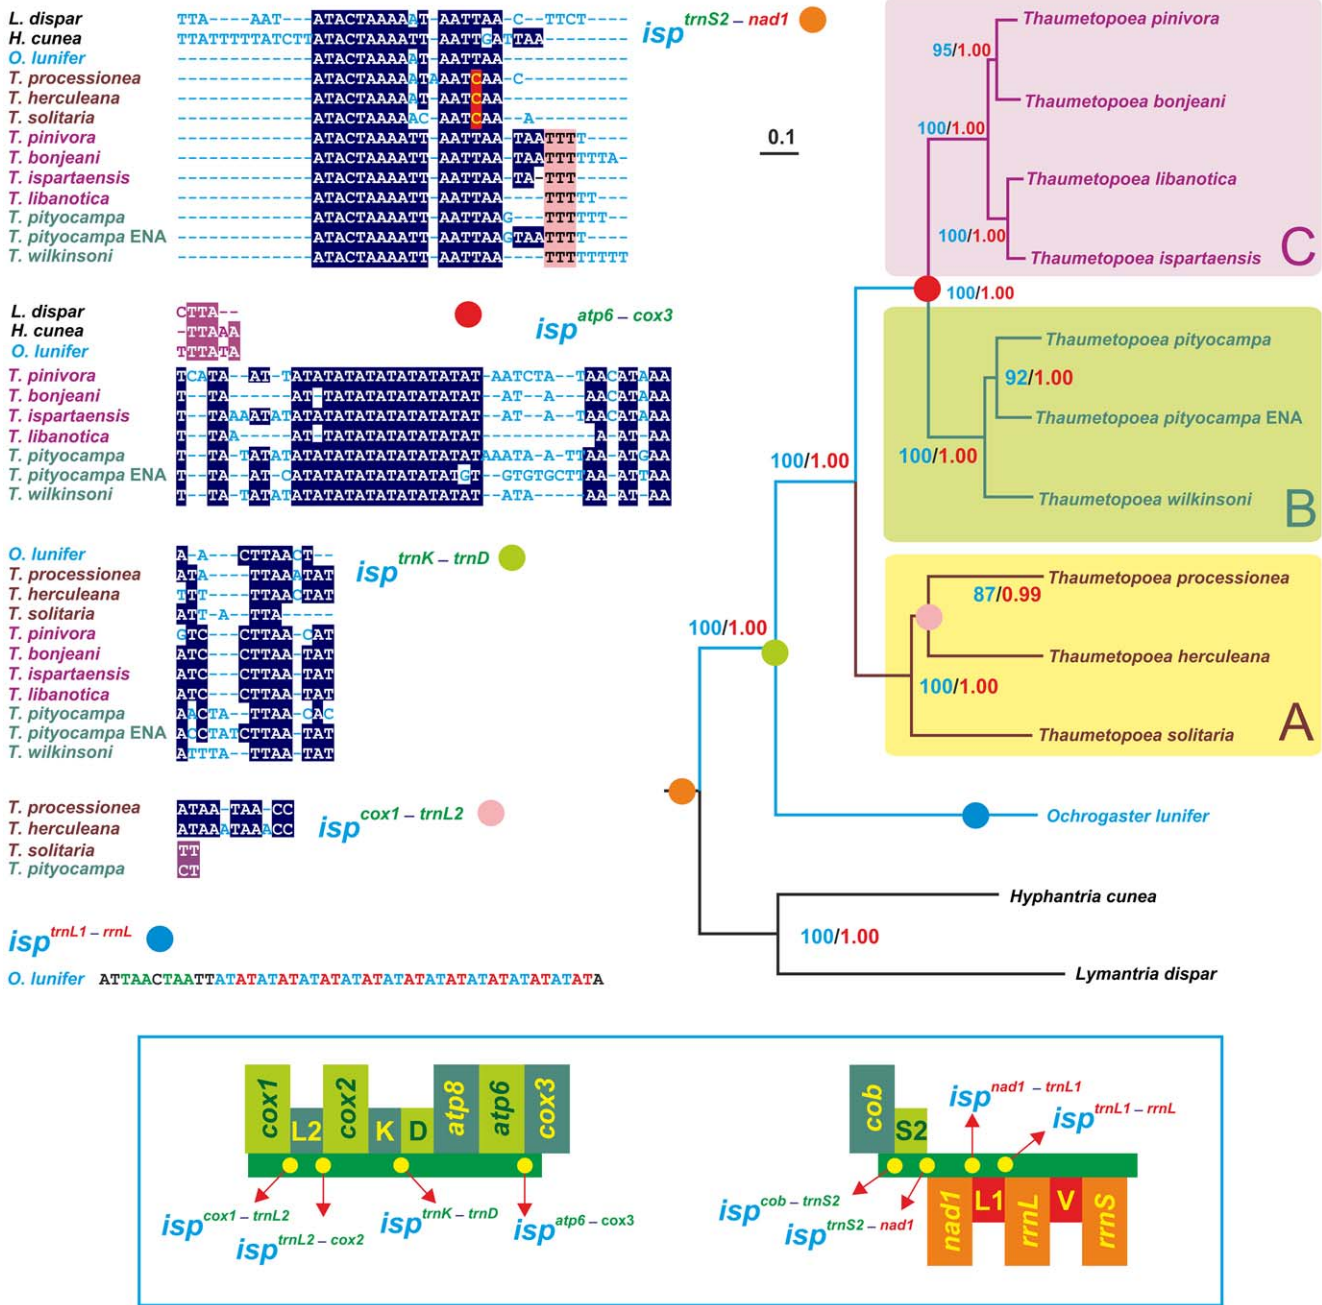 L. dispar TTA---AAT---ATACTAAAAAT-AATTAA-C--TTCT----
H. cunea TTATTTTTATCTTATACTAAAATT-AATTGATTAA--------
O. lunifer -------------ATACTAAAAAT-AATTAA------------
T. processionea -------------ATACTAAAAATAAATCAA-C----------
T. herculeana -------------ATACTAAAAAT-AATCAA------------
T. solitaria -------------ATACTAAAAAC-AATCAA--A---------
T. pinivora -------------ATACTAAAATT-AATTAA-TAATTTT----
T. bonjeani -------------ATACTAAAATT-AATTAA-TAATTTTTTA-
T. ispartaensis -------------ATACTAAAATT-AATTAA-TA-TTT-----
T. libanotica -------------ATACTAAAATT-AATTAA----TTTTT---
T. pityocampa -------------ATACTAAAATT-AATTAAG---TTTTTT--
T. pityocampa ENA -------------ATACTAAAATT-AATTAAGTAATTTT----
T. wilkinsoni -------------ATACTAAAATT-AATTAA----TTTTTTTT
isp trnS2 – nad1
0.1
L. dispar CTTA--
H. cunea -TTAAA
O. lunifer TTTATA
isp atp6 – cox3
T. pinivora TCATA--AT-TATATATATATATATATATAT-AATCTA--TAACATAAA
T. bonjeani T--TA------AT-TATATATATATATATAT--AT--A--TAACATAAA
T. ispartaensis T--TAAATATATATATATATATATATATAT--AT--A--TAACATAAA
T. libanotica T--TAA-----AT-TATATATATATATATAT-----------A-AT-AA
T. pityocampa T--TA-TATATATATATATATATATATATAAATA-A-TTAA-ATGAA
T. pityocampa ENA T--TA--AT-CATATATATATATATATGT--GTGTGCTTAA-ATTAA
T. wilkinsoni T--TA-TATATATATATATATATATATATAT--ATA-----AA-AT-AA
O. lunifer A-A---CTTAACT--
T. processionea ATA----TTAAATAT
T. herculeana TTT----TTAACTAT
T. solitaria ATT-A--TTA-----
T. pinivora GTC---CTTAA-CAT
T. bonjeani ATC---CTTAA-TAT
T. ispartaensis ATC---CTTAA-TAT
T. libanotica ATC---CTTAA-TAT
T. pityocampa AACTA--TTAA-CAC
T. pityocampa ENA ACCTATCTTAA-TAT
T. wilkinsoni ATTTA--TTAA-TAT
isp trnK – trnD
T. processionea ATAA-TAA-CC
T. herculeana ATAAATAAACC
T. solitaria TT
T. pityocampa CT
isp cox1 – trnL2
isp trnL1 – rrnL
O. lunifer ATTAACTAATTATATATATATATATATATATATATATATATATATATA
Thaumetopoea pinivora
95/1.00
Thaumetopoea bonjeani
100/1.00
Thaumetopoea libanotica
100/1.00
Thaumetopoea ispartaensis
C
100/1.00
Thaumetopoea pityocampa
92/1.00
Thaumetopoea pityocampa ENA
100/1.00
Thaumetopoea wilkinsoni
B
100/1.00
Thaumetopoea processionea
87/0.99
Thaumetopoea herculeana
100/1.00
Thaumetopoea solitaria
A
100/1.00
Ochrogaster lunifer
Hyphantria cunea
100/1.00
Lymantria dispar
cox1 L2 cox2 K D atp8 atp6 cox3
isp cox1 – trnL2
isp trnL2 – cox2
isp trnK – trnD
isp atp6 – cox3
cob S2
isp nad1 – trnL1
isp trnL1 – rrnL
isp cob – trnS2
isp trnS2 – nad1
nad1 L1 rrnL V rrnS